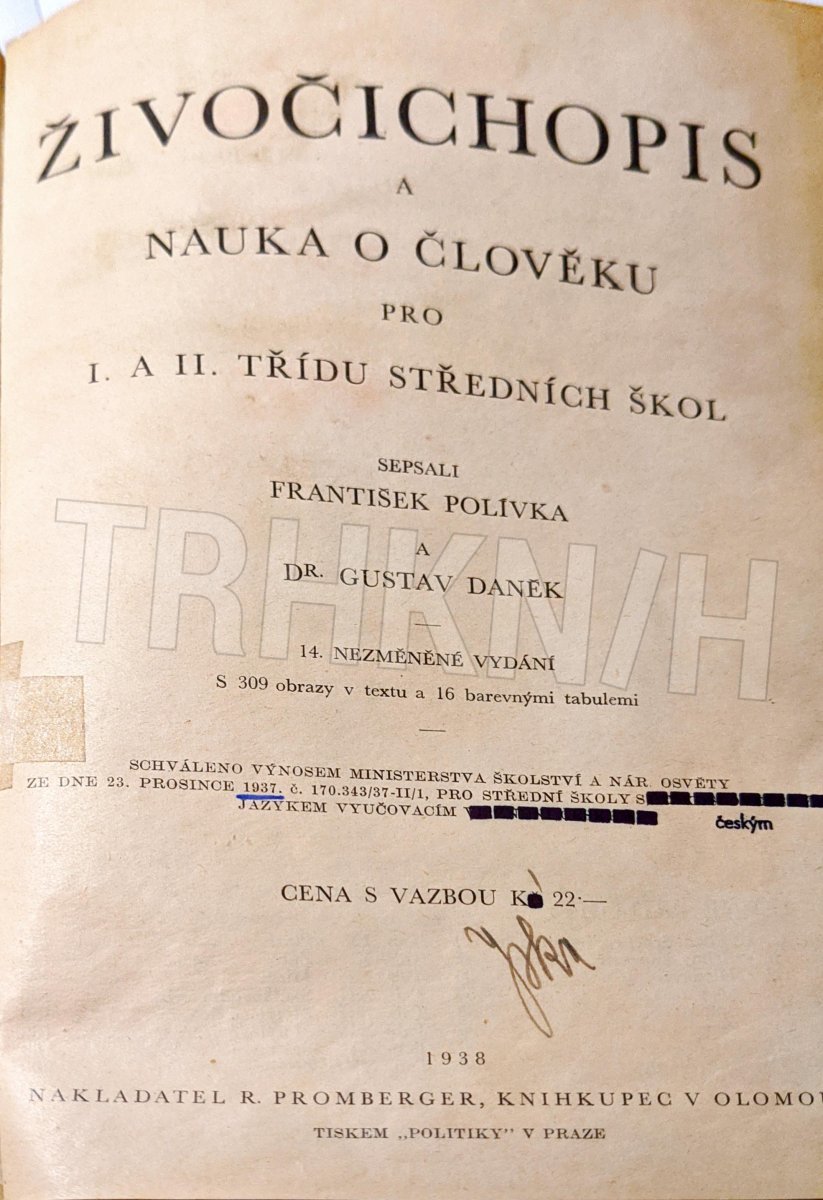 ŽIVOČICHOPIS
A
NAUKA O ČLOVĚKU
PRO
I. A II. TŘÍDU STŘEDNÍCH ŠKOL
SEPSALI
FRANTIŠEK POLÍVKA
A
DR. GUSTAV DANĚK
14. NEZMĚNĚNÉ VYDÁNÍ
S 309 obrazy v textu a 16 barevnými tabulemi
SCHVÁLENO VÝNOSEM MINISTERSTVA ŠKOLSTVÍ A NÁR. OSVĚTY
ZE DNE 23. PROSINCE 1937, č. 170.343/37-II/1, PRO STŘEDNÍ ŠKOLY S
JAZYKEM VYUČOVACÍM českým
CENA S VAZBOU K 22·—
1938
NAKLADATEL R. PROMBERGER, KNIHKUPEC V OLOMOU
TISKEM „POLITIKY" V PRAZE
TRHKN/H